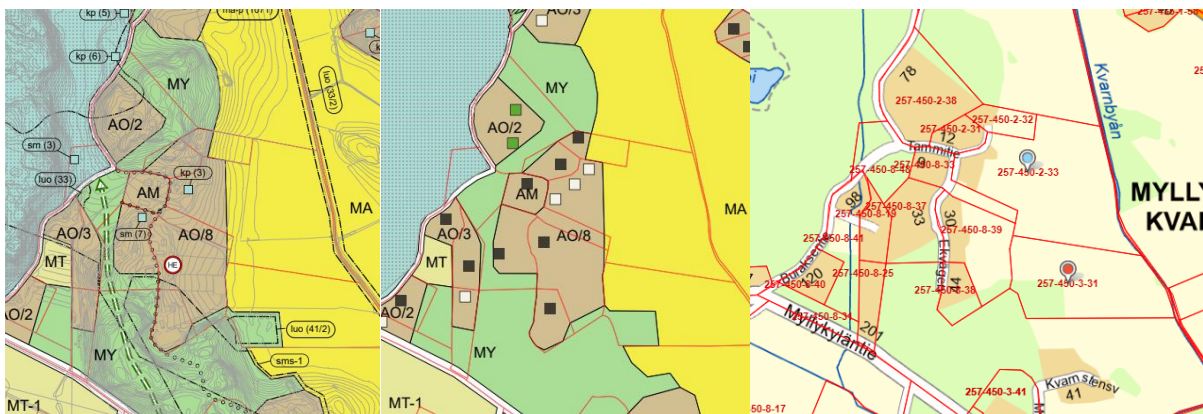 kp (5)
ma-p (1071)
kp (6)
MY
luo (33/2)
AO/2
sm (3)
luo (33)
kp (3)
AM
sm (7)
AO/3
AO/8
MA
MT
HE
AO/2
luo (41/2)
MY
sms-1
MT-1
AO/3
MY
AO/2
AM
AO/3
AO/8
MA
MT
AO/2
MY
MT-1
78
257-450-2-38
Kvarnbyån
257-450-2-32
257-450-2-31
12
Tammitie
9
257-450-8-33
257-450-2-33
257-450-8-46
98
257-450-8-37
257-450-8-19
33
30
257-450-8-39
257-450-8-41
Ekvägen
257-450-8-25
257-450-3-31
120
257-450-8-40
44
257-450-8-38
257-450-8-31
Myllykyläntie
201
257-450-3-41
Kvarnstensv
41
257-450-8-17